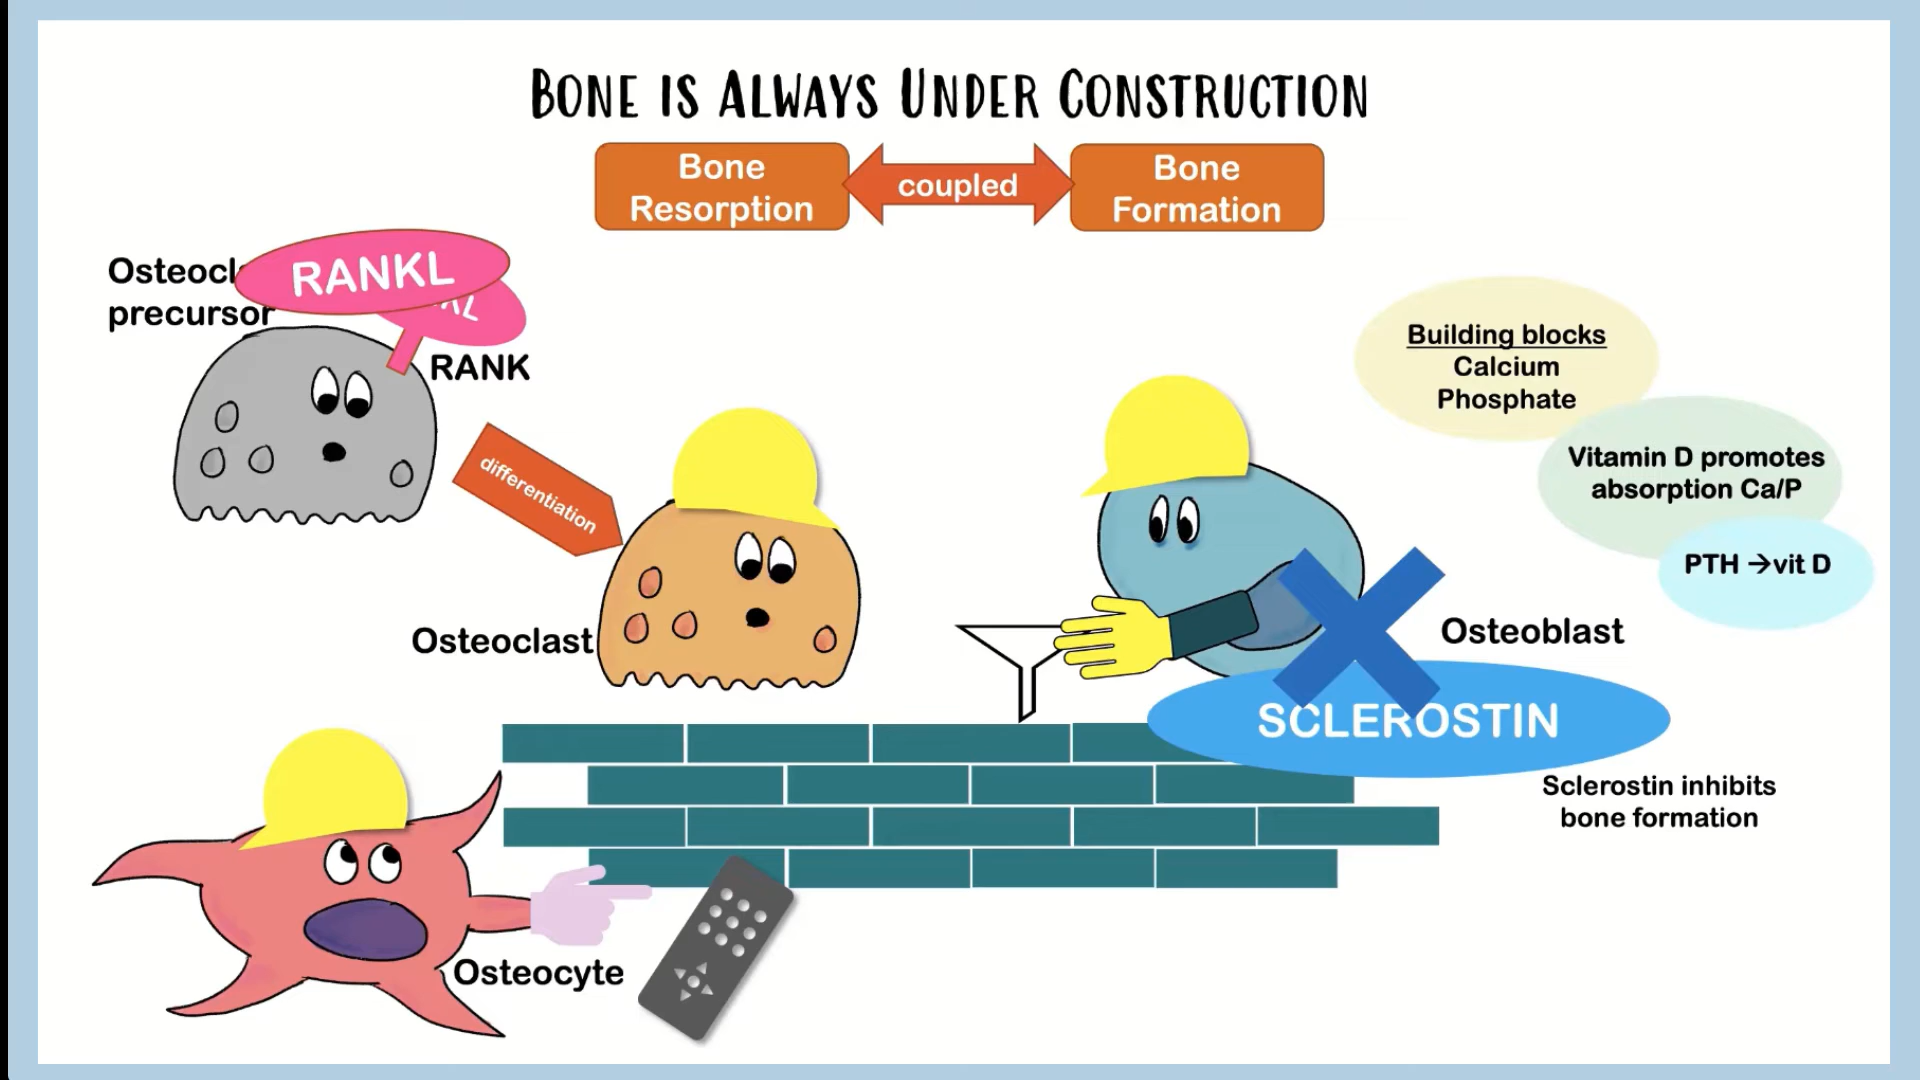 BONE IS ALWAYS UNDER CONSTRUCTION
Bone
Resorption
coupled
Bone
Formation
RANKL
precursor
RANK
differentiation
Building blocks
Calcium
Phosphate
Vitamin D promotes
absorption Ca/P
PTH →vit D
Osteoclast
Osteoblast
SCLEROSTIN
Sclerostin inhibits
bone formation
Osteocyte